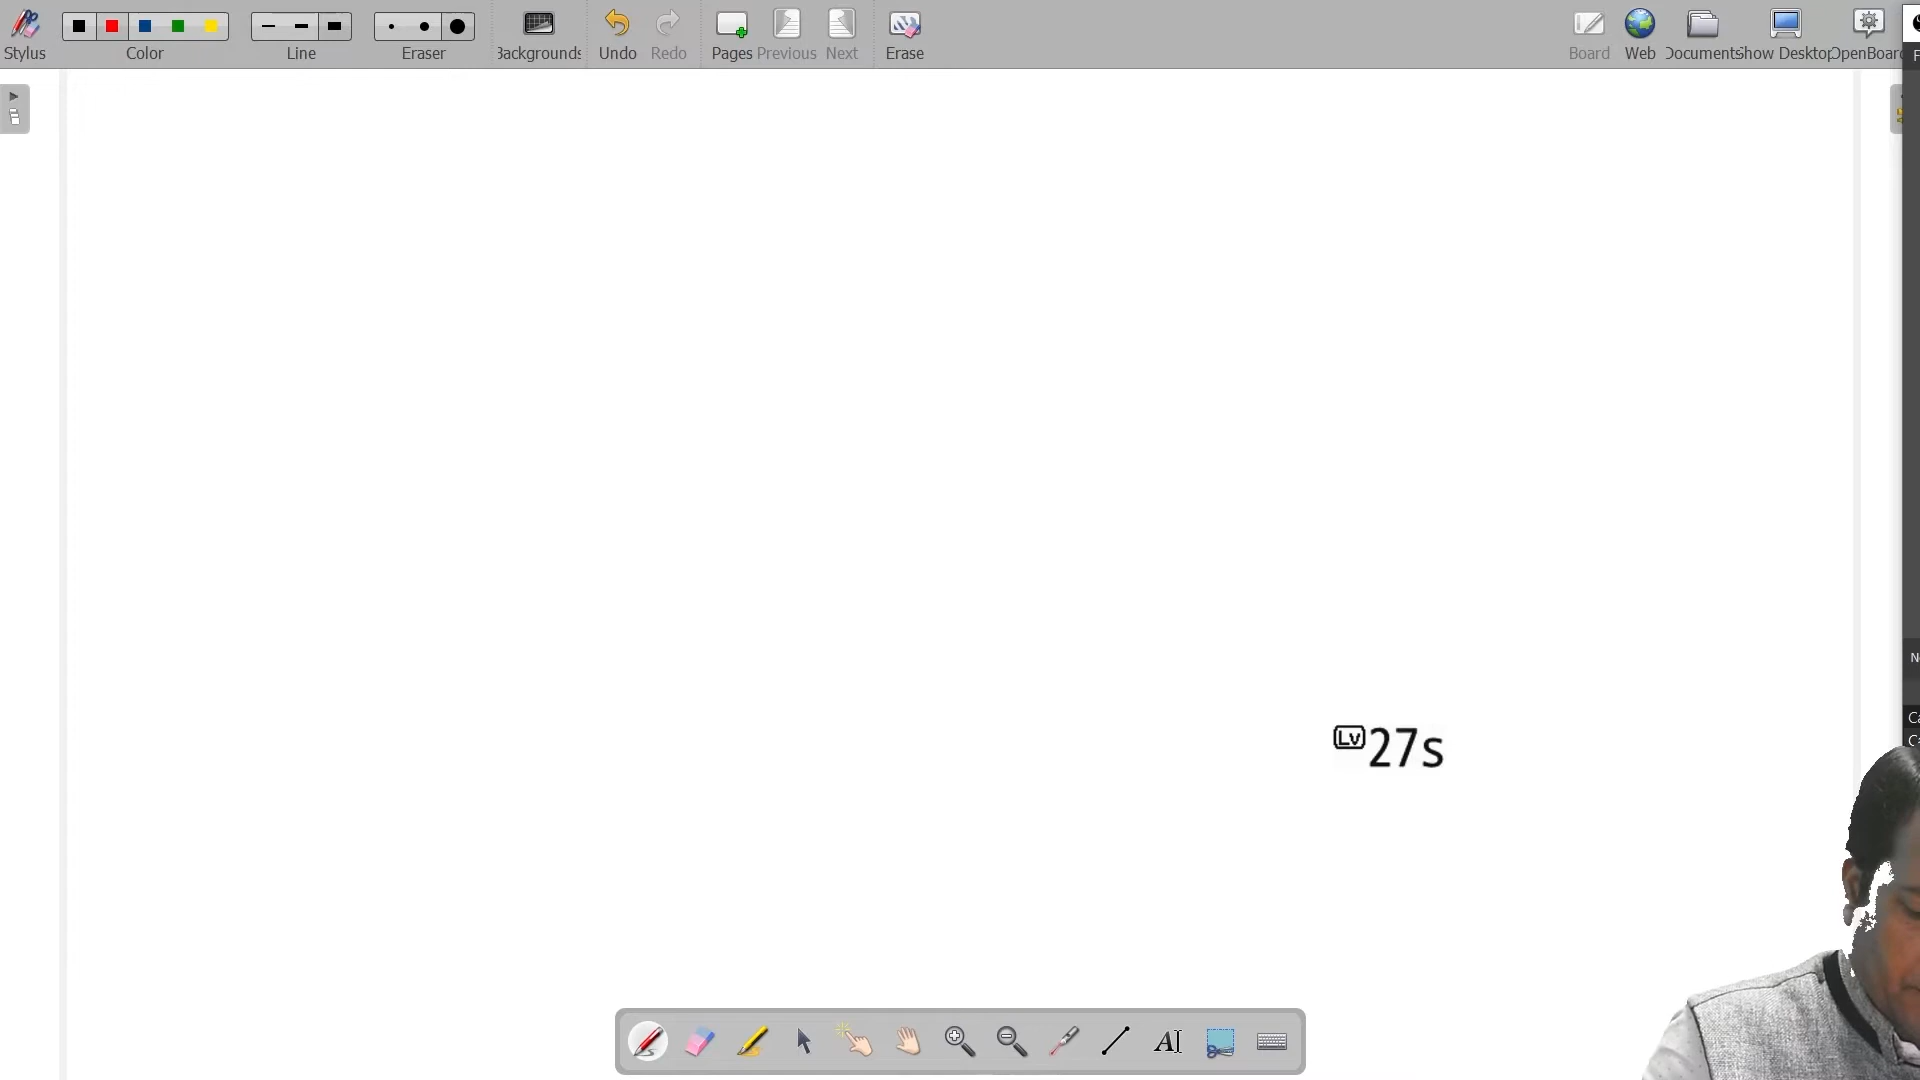 Stylus
Color
Line
Eraser
Backgrounds
Undo
Redo
Pages
Previous
Next
Erase
Board
Web
Documents
Show Desktop
OpenBoard
Lv 27s
A